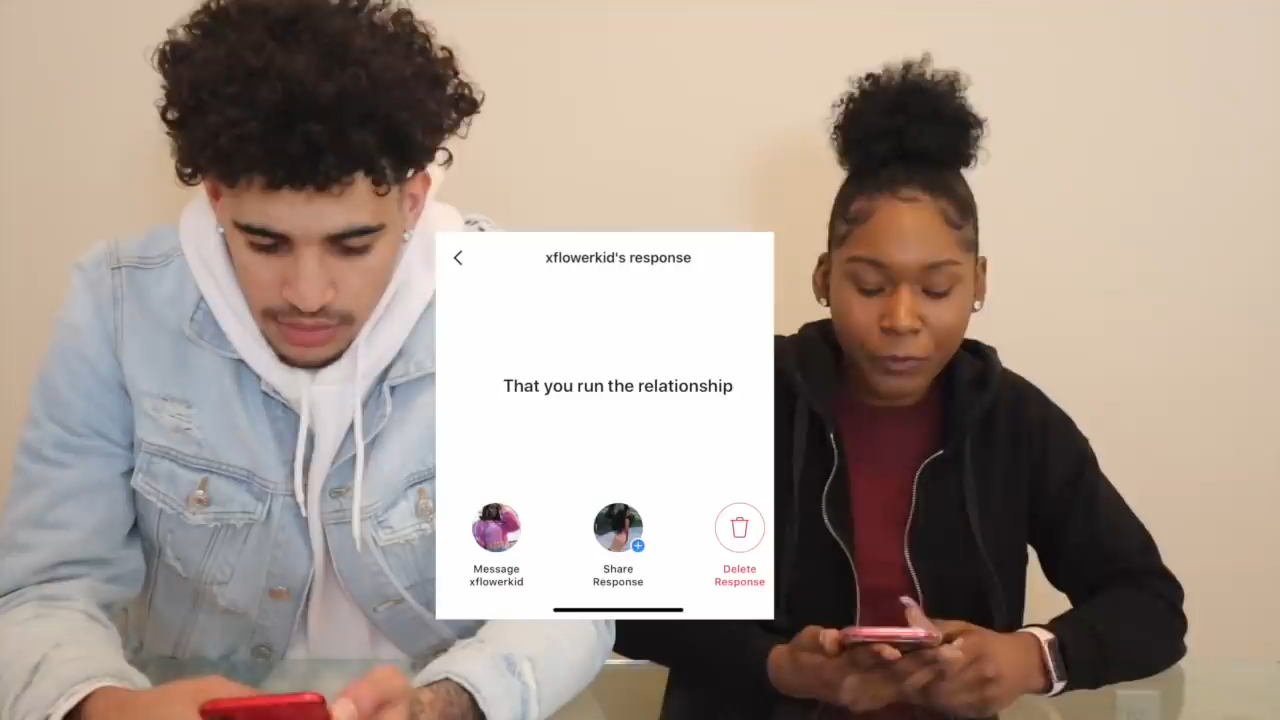 xflowerkid's response
That you run the relationship
Message
xflowerkid
Share
Response
Delete
Response